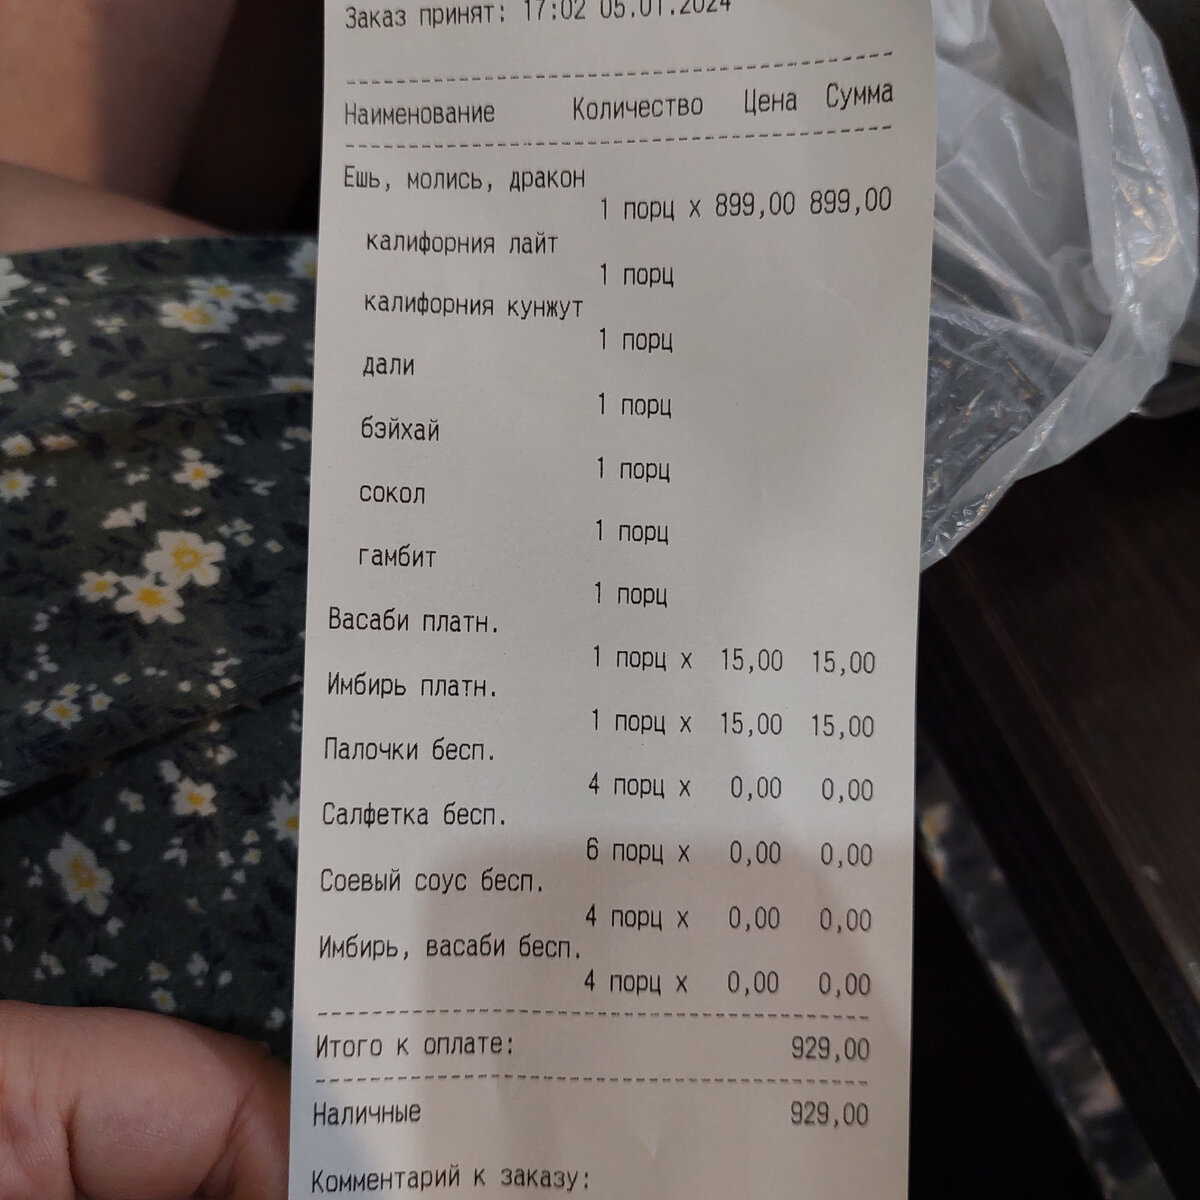 Заказ принят: 17:02 05.01.2024
Наименование Количество Цена Сумма
Ешь, молись, дракон
1 порц x 899,00 899,00
калифорния лайт
1 порц
калифорния кунжут
1 порц
дали
1 порц
бэйхай
1 порц
сокол
1 порц
гамбит
1 порц
Васаби платн.
1 порц x 15,00 15,00
Имбирь платн.
1 порц x 15,00 15,00
Палочки бесп.
4 порц x 0,00 0,00
Салфетка бесп.
6 порц x 0,00 0,00
Соевый соус бесп.
4 порц x 0,00 0,00
Имбирь, васаби бесп.
4 порц x 0,00 0,00
Итого к оплате: 929,00
Наличные 929,00
Комментарий к заказу: